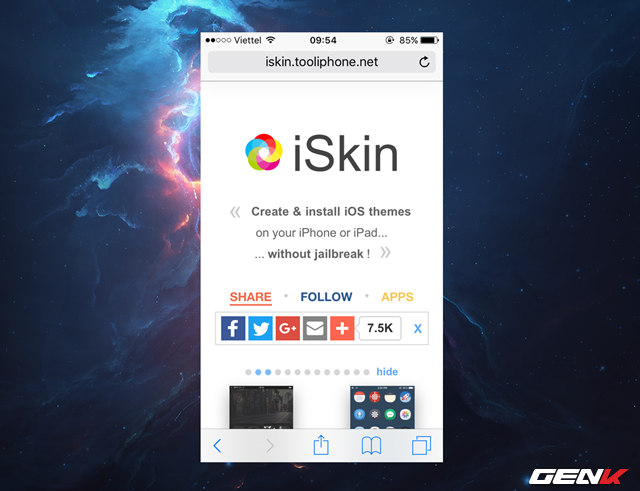 Viettel 09:54 85%
iskin.tooliphone.net
iSkin
« Create & install iOS themes
on your iPhone or iPad...
... without jailbreak ! »
SHARE • FOLLOW • APPS
f G+ + 7.5K X
hide
GENK